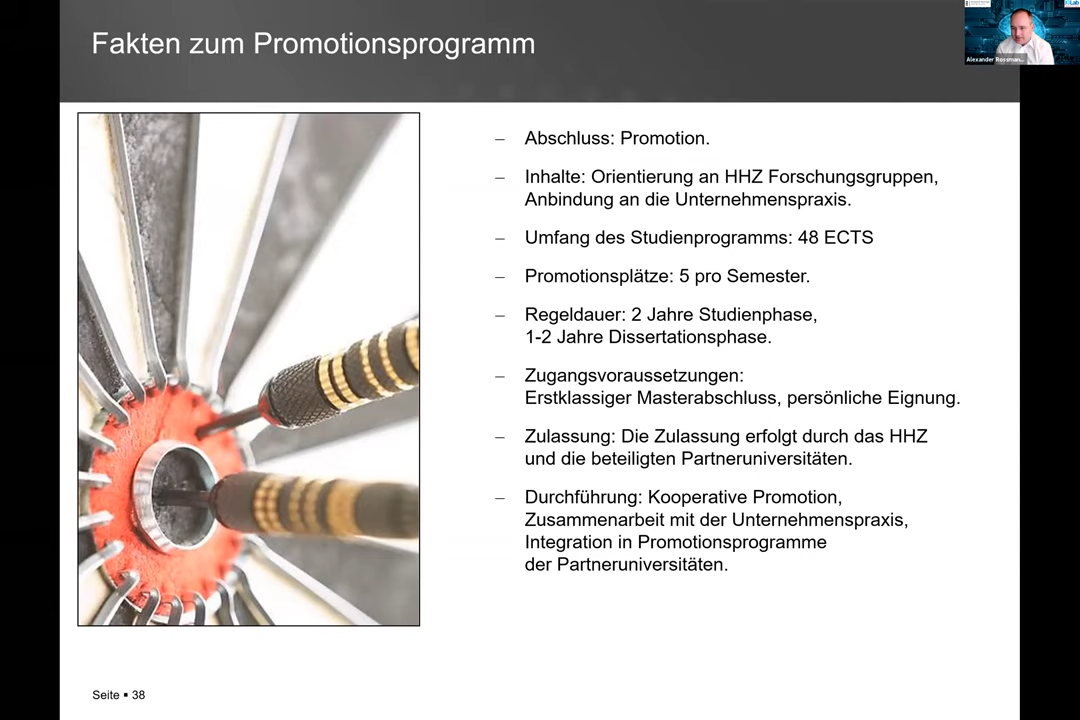 Fakten zum Promotionsprogramm
Alexander Rossman...
– Abschluss: Promotion.
– Inhalte: Orientierung an HHZ Forschungsgruppen,
Anbindung an die Unternehmenspraxis.
– Umfang des Studienprogramms: 48 ECTS
– Promotionsplätze: 5 pro Semester.
– Regeldauer: 2 Jahre Studienphase,
1-2 Jahre Dissertationsphase.
– Zugangsvoraussetzungen:
Erstklassiger Masterabschluss, persönliche Eignung.
– Zulassung: Die Zulassung erfolgt durch das HHZ
und die beteiligten Partneruniversitäten.
– Durchführung: Kooperative Promotion,
Zusammenarbeit mit der Unternehmenspraxis,
Integration in Promotionsprogramme
der Partneruniversitäten.
Seite ▪ 38